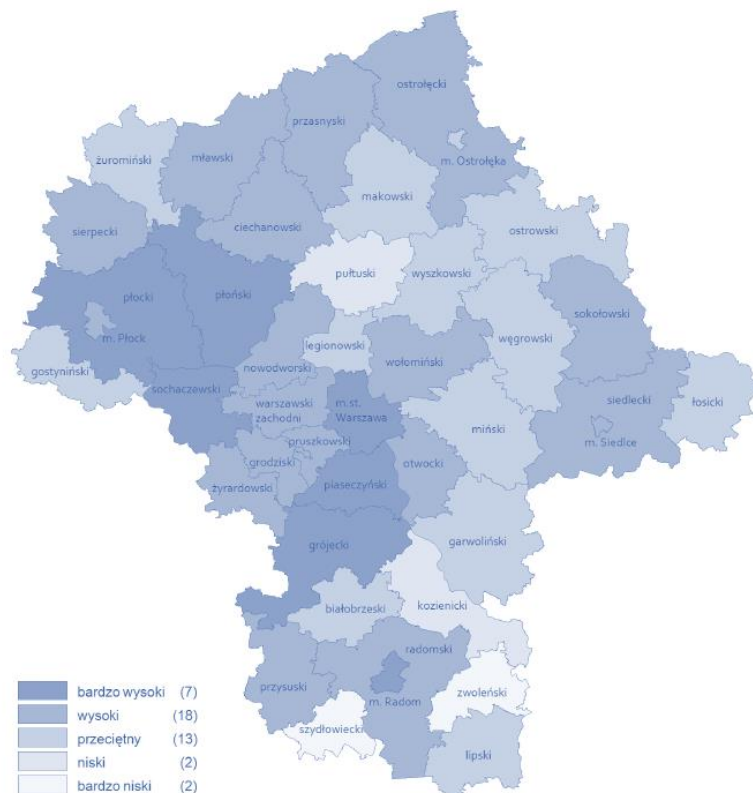 ostrołęcki
przasnyski
m. Ostrołęka
żuromiński
mławski
makowski
ciechanowski
sierpecki
ostrowski
pułtuski
wyszkowski
płocki
płoński
sokołowski
m. Płock
węgrowski
legionowski
wołomiński
nowodworski
gostyniński
sochaczewski
warszawski
zachodni
m.st.
Warszawa
siedlecki
łosicki
miński
m. Siedlce
pruszkowski
grodziski
otwocki
piaseczyński
żyrardowski
garwoliński
grójecki
białobrzeski
kozienicki
radomski
przysuski
m. Radom
zwoleński
szydłowiecki
lipski
bardzo wysoki (7)
wysoki (18)
przeciętny (13)
niski (2)
bardzo niski (2)